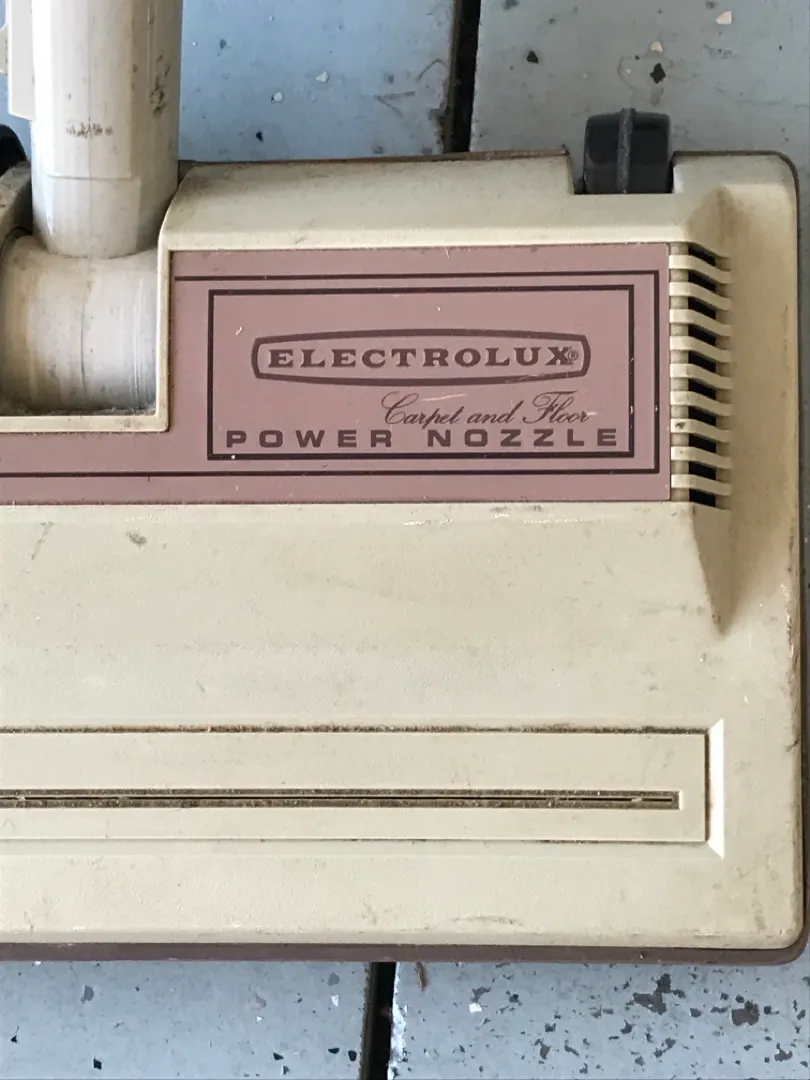 ELECTROLUX®
Carpet and Floor
POWER NOZZLE